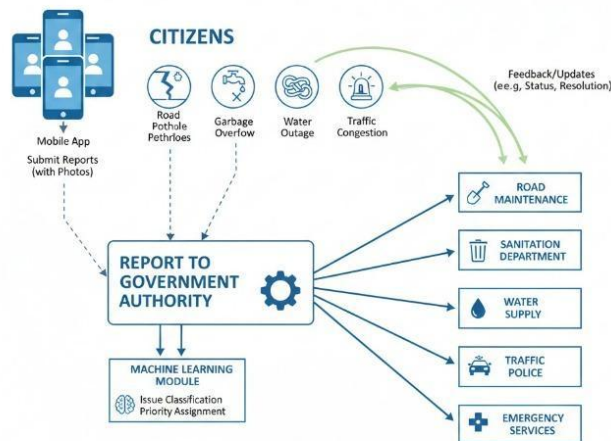 CITIZENS
Mobile App
Submit Reports
(with Photos)
Road
Pothole
Pethrloes
Garbage
Overfow
Water
Outage
Traffic
Congestion
Feedback/Updates
(ee.g, Status, Resolution)
REPORT TO
GOVERNMENT
AUTHORITY
MACHINE LEARNING
MODULE
Issue Classification
Priority Assignment
ROAD
MAINTENANCE
SANITATION
DEPARTMENT
WATER
SUPPLY
TRAFFIC
POLICE
EMERGENCY
SERVICES